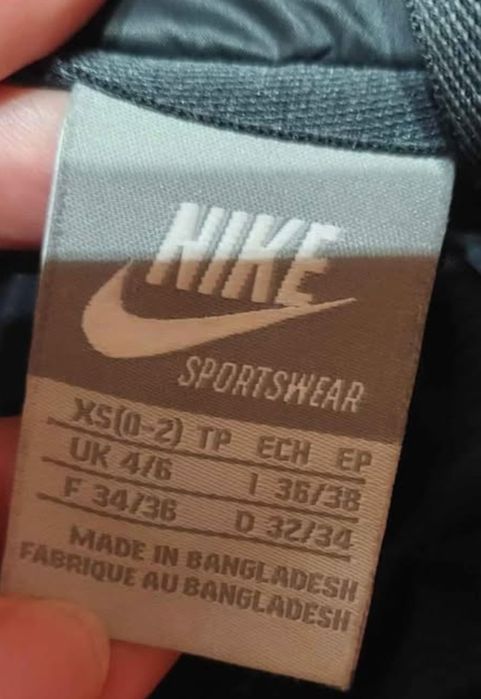 NIKE
SPORTSWEAR
XS(0-2) TP ECH EP
UK 4/6 I 36/38
F 34/36 D 32/34
MADE IN BANGLADESH
FABRIQUE AU BANGLADESH